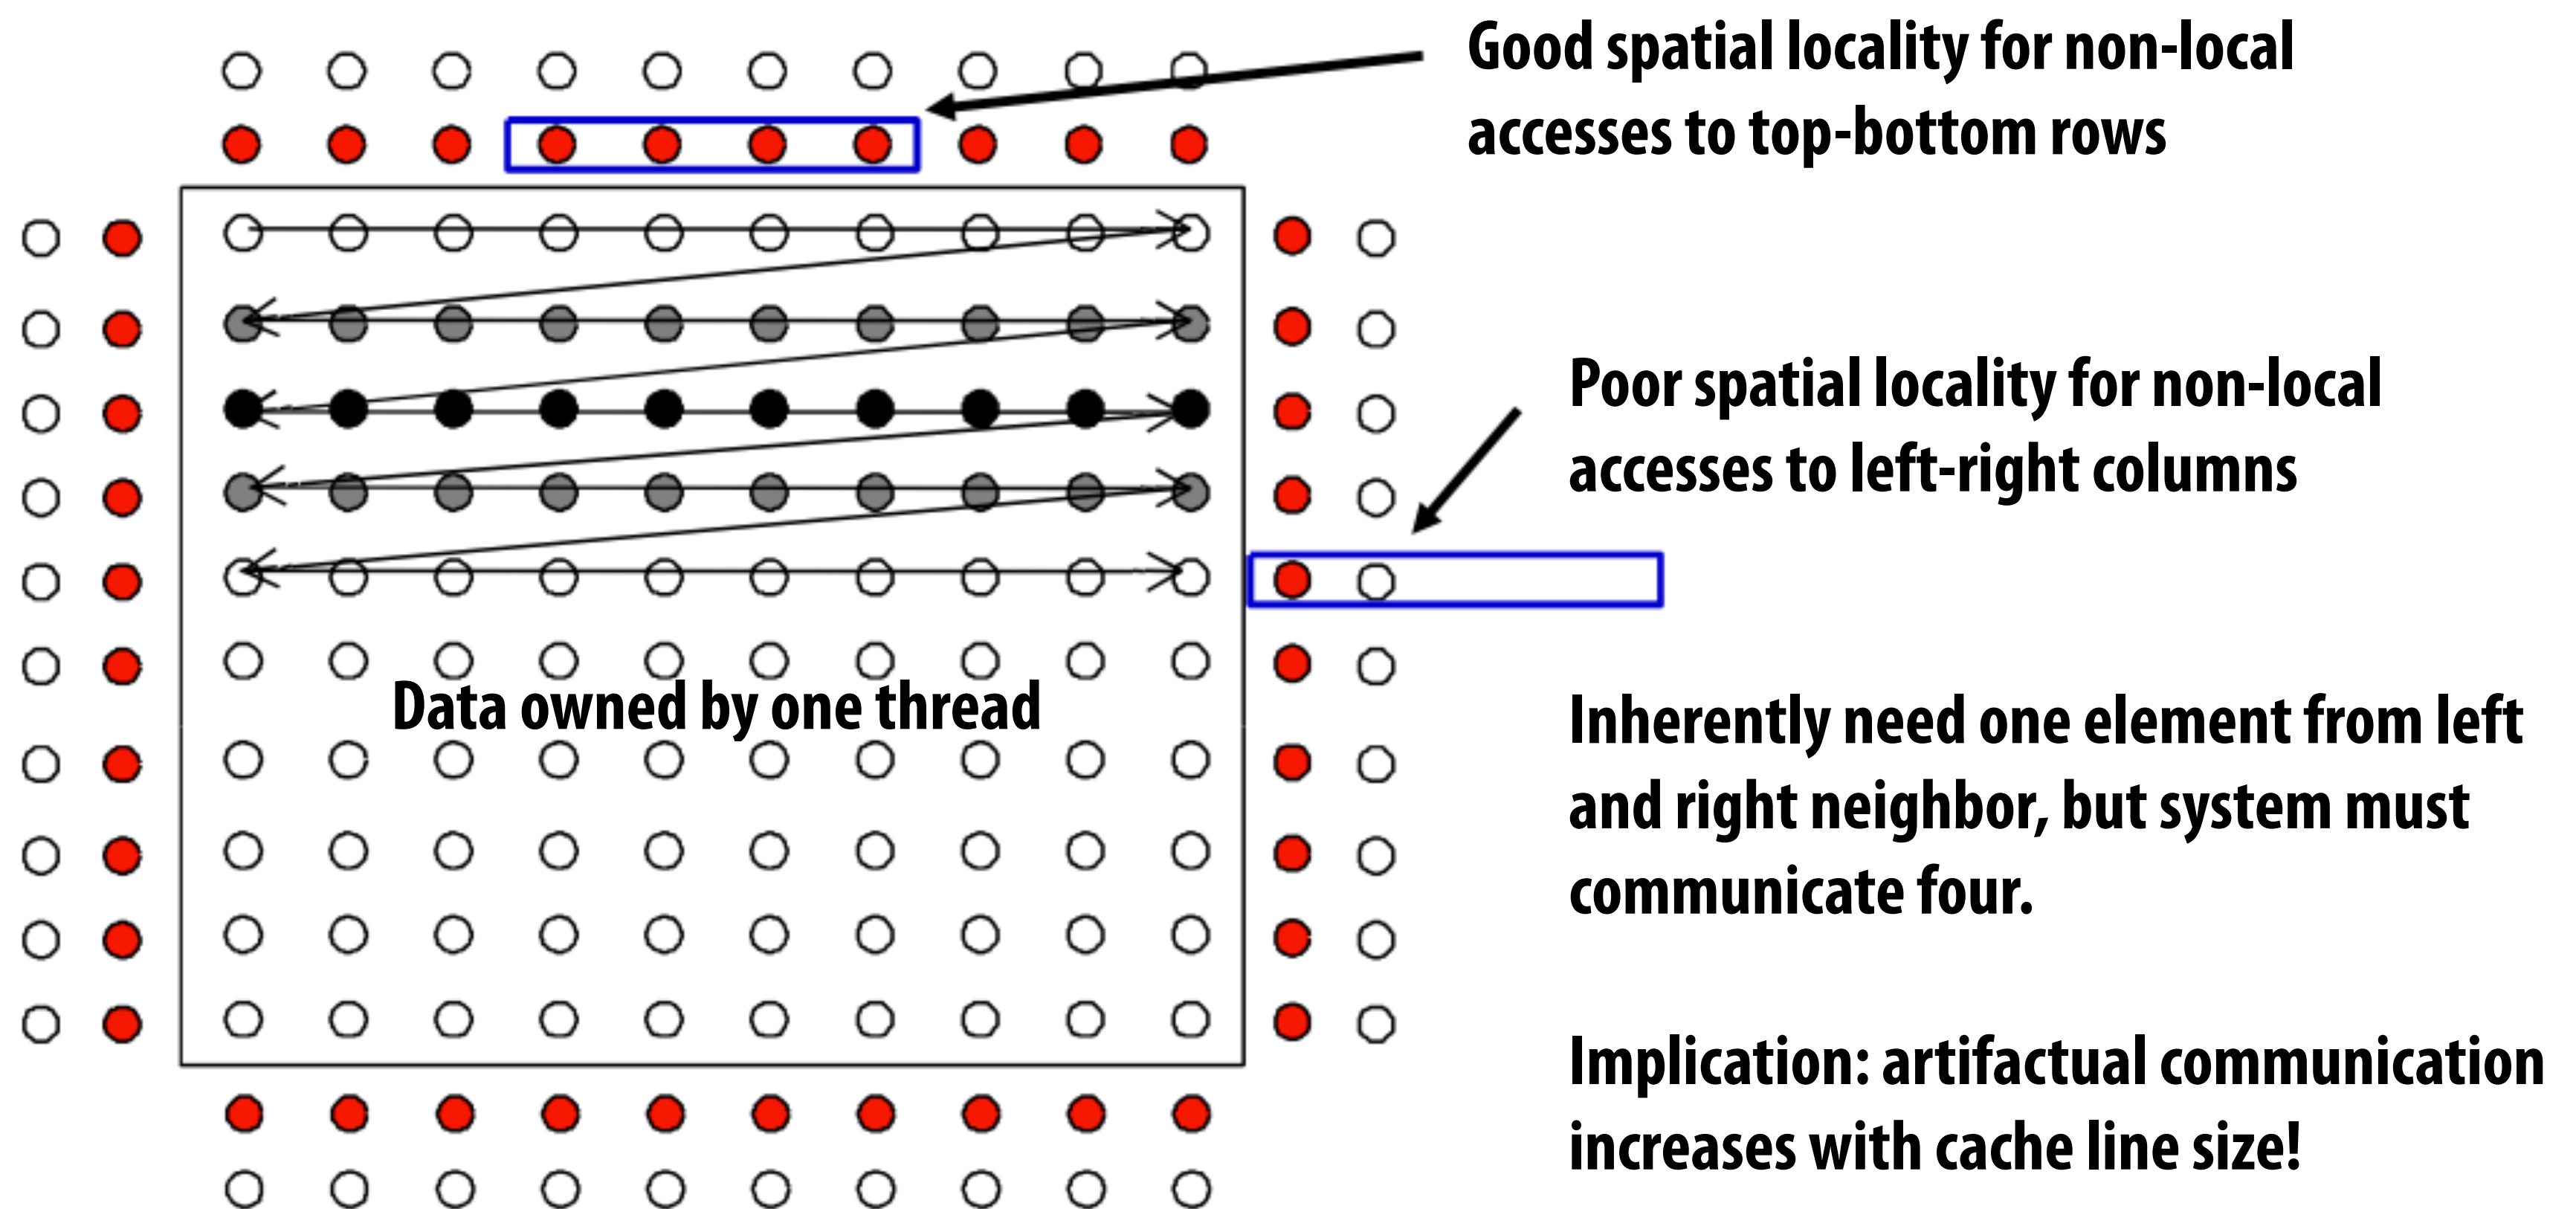 Good spatial locality for non-local
accesses to top-bottom rows
Poor spatial locality for non-local
accesses to left-right columns
Data owned by one thread
Inherently need one element from left
and right neighbor, but system must
communicate four.
Implication: artifactual communication
increases with cache line size!